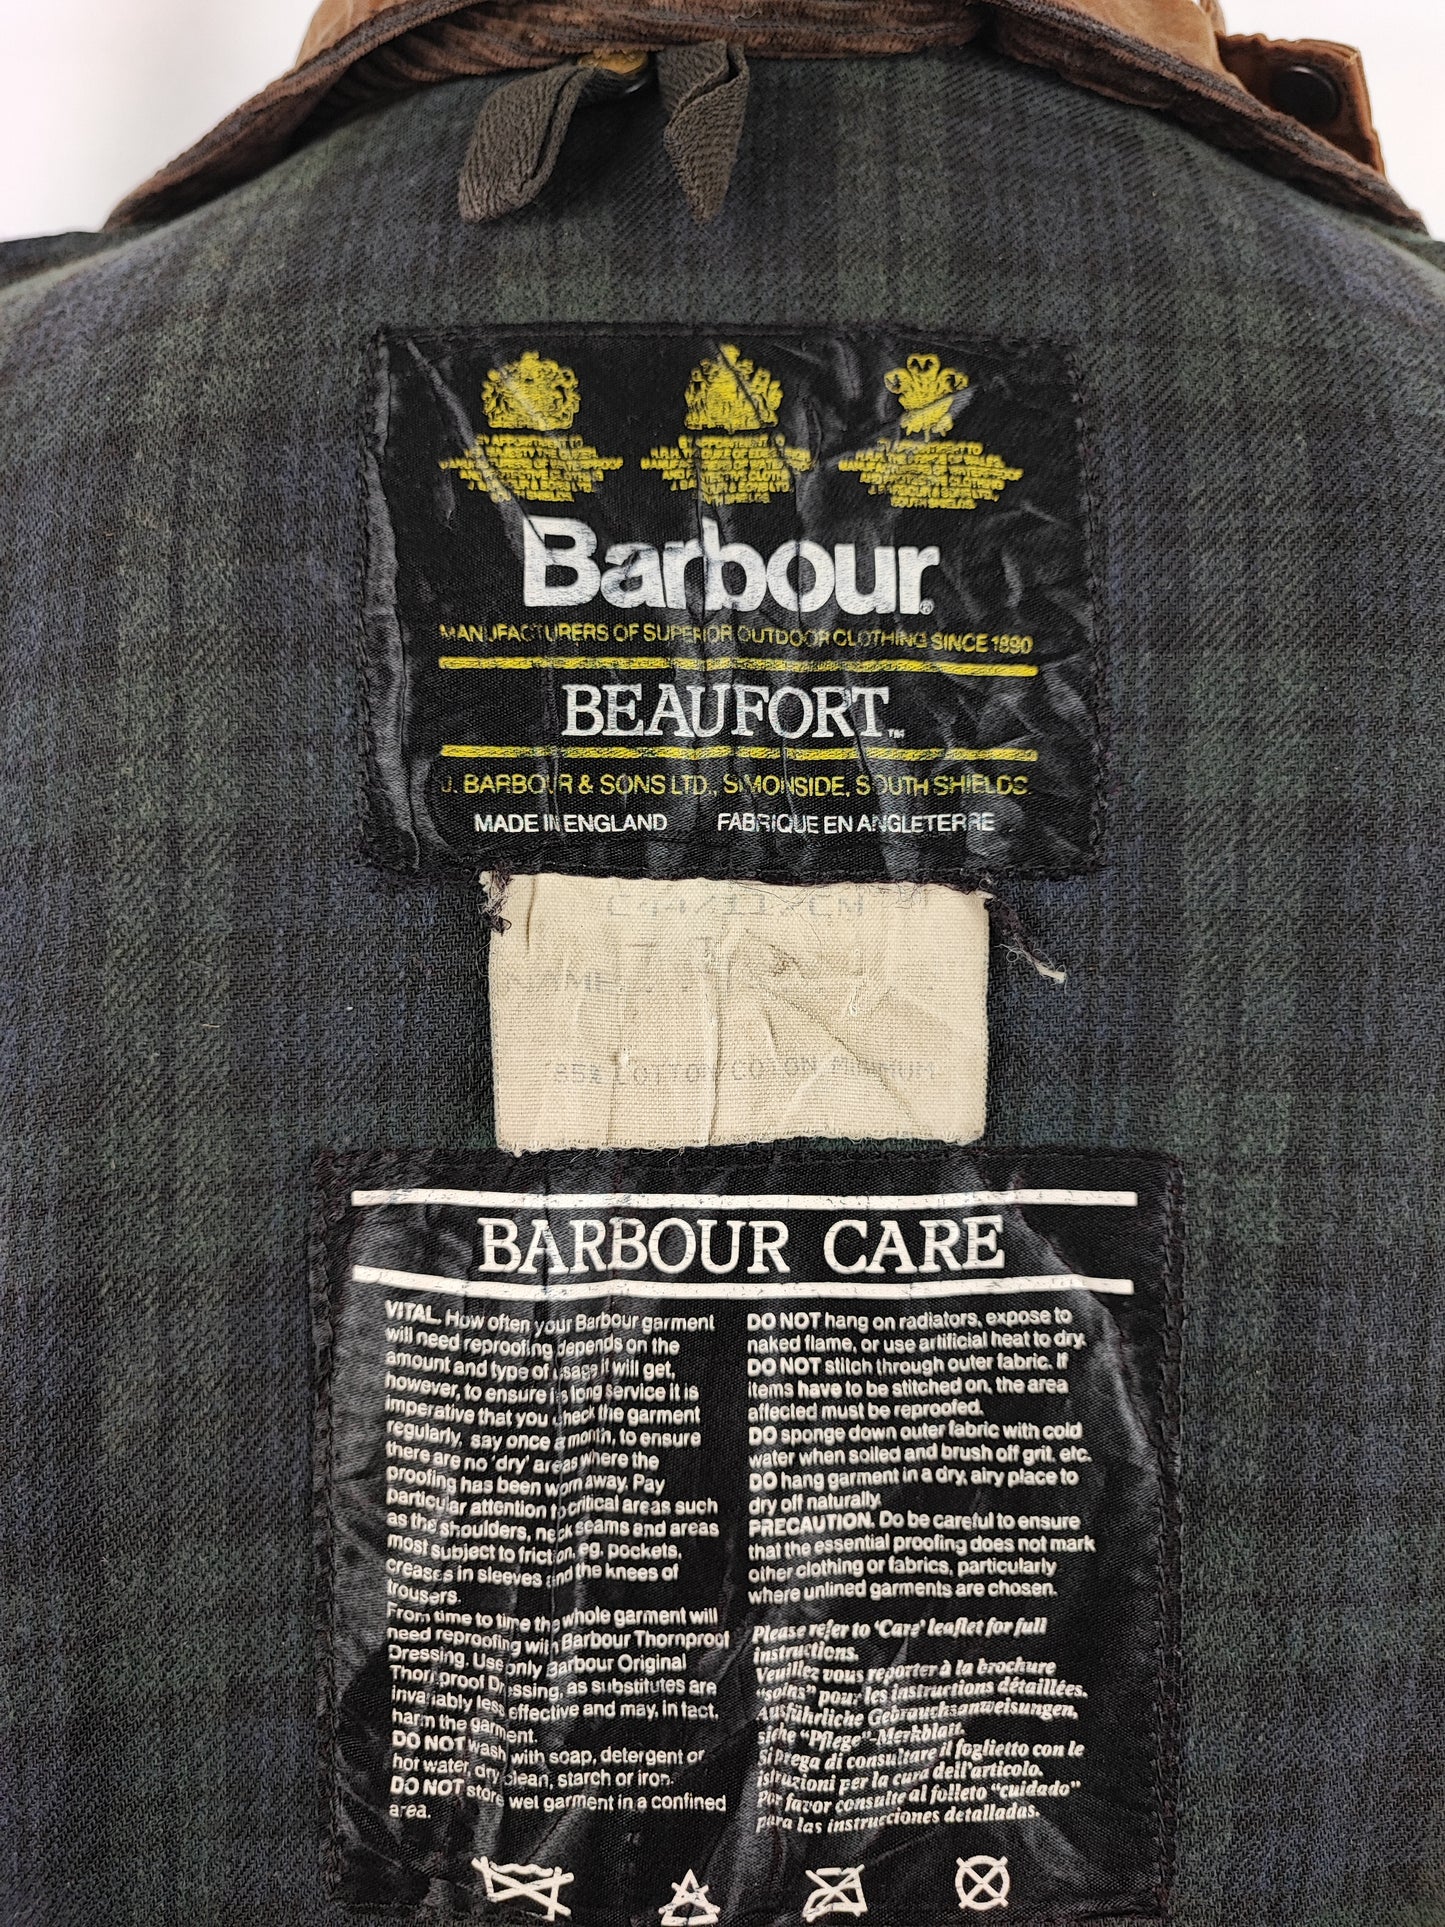 BY APPOINTMENT TO
BY APPOINTMENT TO
BY APPOINTMENT TO
SOUTH SHIELDS
Barbour®
MANUFACTURERS OF SUPERIOR OUTDOOR CLOTHING SINCE 1890
BEAUFORT™
J. BARBOUR & SONS LTD., SIMONSIDE, SOUTH SHIELDS
MADE IN ENGLAND FABRIQUE EN ANGLETERRE
NAME
COTTON COTON
BARBOUR CARE
VITAL. How often your Barbour garment
will need reproofing depends on the
amount and type of usage it will get,
however, to ensure its long service it is
imperative that you check the garment
regularly, say once a month, to ensure
there are no 'dry' areas where the
proofing has been worn away. Pay
particular attention to critical areas such
as the shoulders, neck seams and areas
most subject to friction, eg. pockets,
creases in sleeves and the knees of
trousers.
From time to time the whole garment will
need reproofing with Barbour Thornproof
Dressing. Use only Barbour Original
Thornproof Dressing, as substitutes are
invariably less effective and may, in fact,
harm the garment.
DO NOT wash with soap, detergent or
hot water, dry clean, starch or iron.
DO NOT store wet garment in a confined
area.
DO NOT hang on radiators, expose to
naked flame, or use artificial heat to dry.
DO NOT stitch through outer fabric. If
items have to be stitched on, the area
affected must be reproofed.
DO sponge down outer fabric with cold
water when soiled and brush off grit, etc.
DO hang garment in a dry, airy place to
dry off naturally.
PRECAUTION. Do be careful to ensure
that the essential proofing does not mark
other clothing or fabrics, particularly
where unlined garments are chosen.
Please refer to 'Care' leaflet for full
instructions.
Veuillez vous reporter à la brochure
"soins" pour les instructions détaillées.
Ausführliche Gebrauchsanweisungen,
siehe "Pflege"-Merkblatt.
Si prega di consultare il foglietto con le
istruzioni per la cura dell'articolo.
Por favor consulte al folleto "cuidado"
para las instrucciones detalladas.